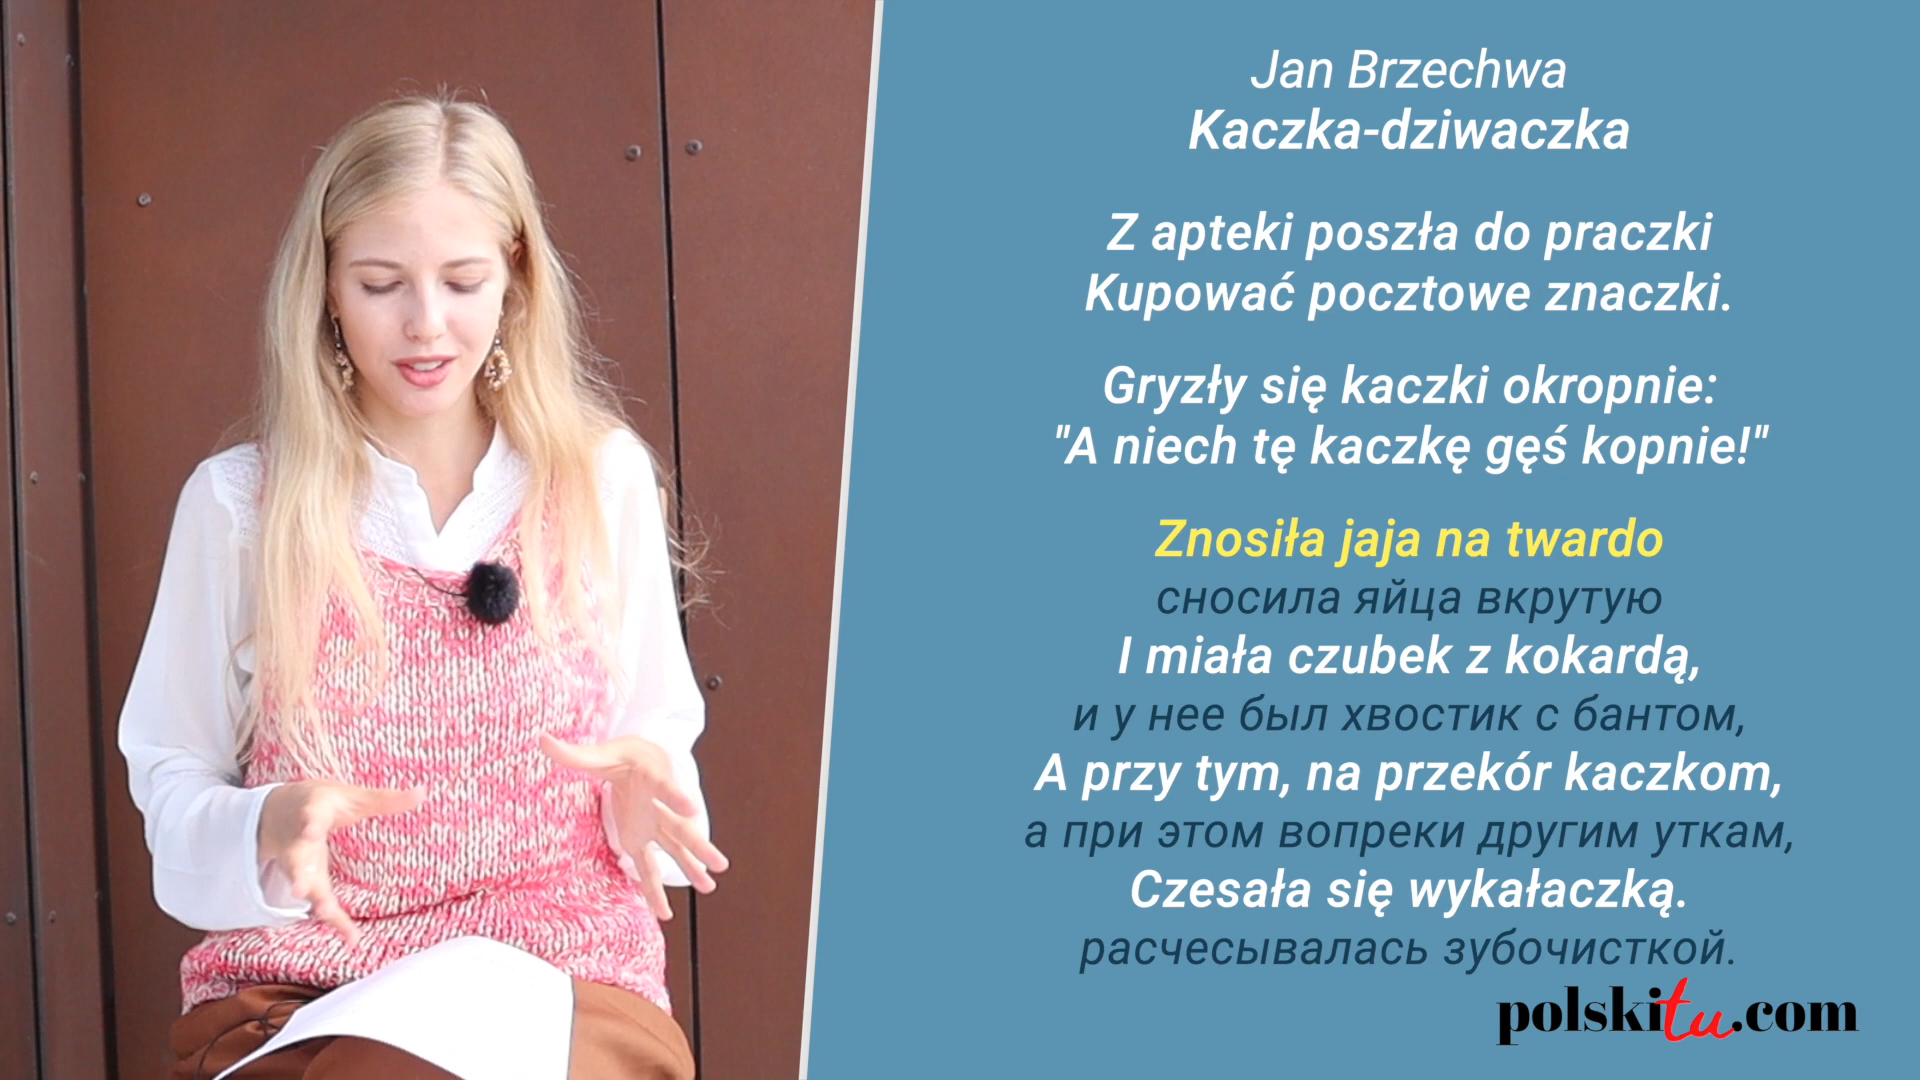 Jan Brzechwa
Kaczka-dziwaczka
Z apteki poszła do praczki
Kupować pocztowe znaczki.
Gryzły się kaczki okropnie:
"A niech tę kaczkę gęś kopnie!"
Znosiła jaja na twardo
сносила яйца вкрутую
I miała czubek z kokardą,
и у нее был хвостик с бантом,
A przy tym, na przekór kaczkom,
а при этом вопреки другим уткам,
Czesała się wykałaczką.
расчесывалась зубочисткой.
polskitu.com